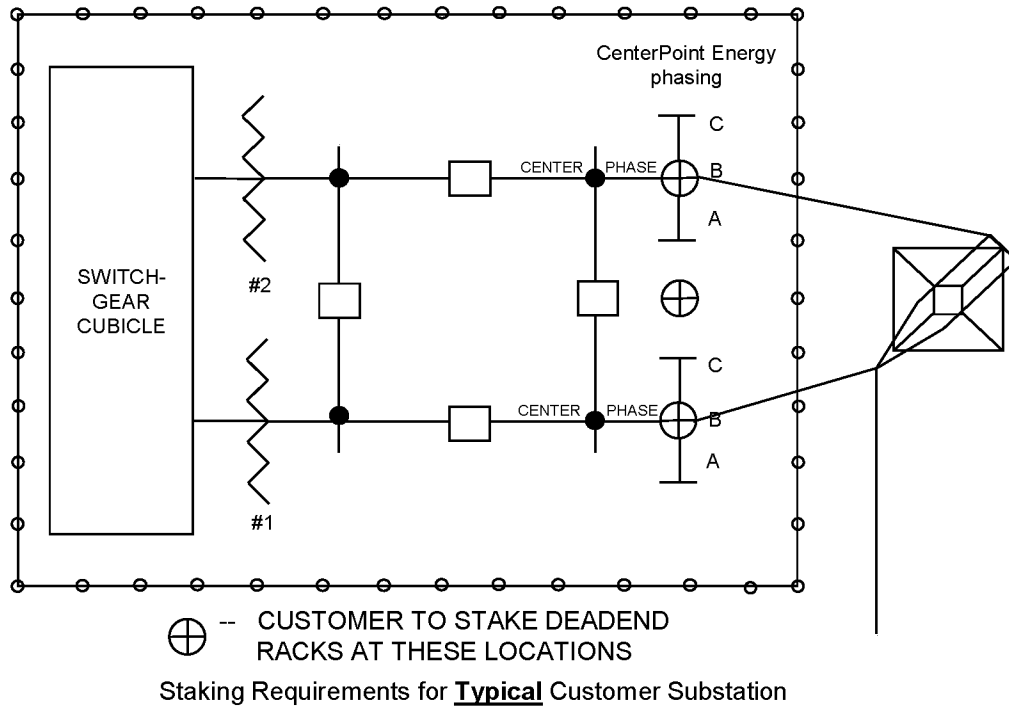 CenterPoint Energy
phasing
C
CENTER PHASE B
A
#2
SWITCH-
GEAR
CUBICLE
C
CENTER PHASE B
A
#1
-- CUSTOMER TO STAKE DEADEND
RACKS AT THESE LOCATIONS
Staking Requirements for Typical Customer Substation